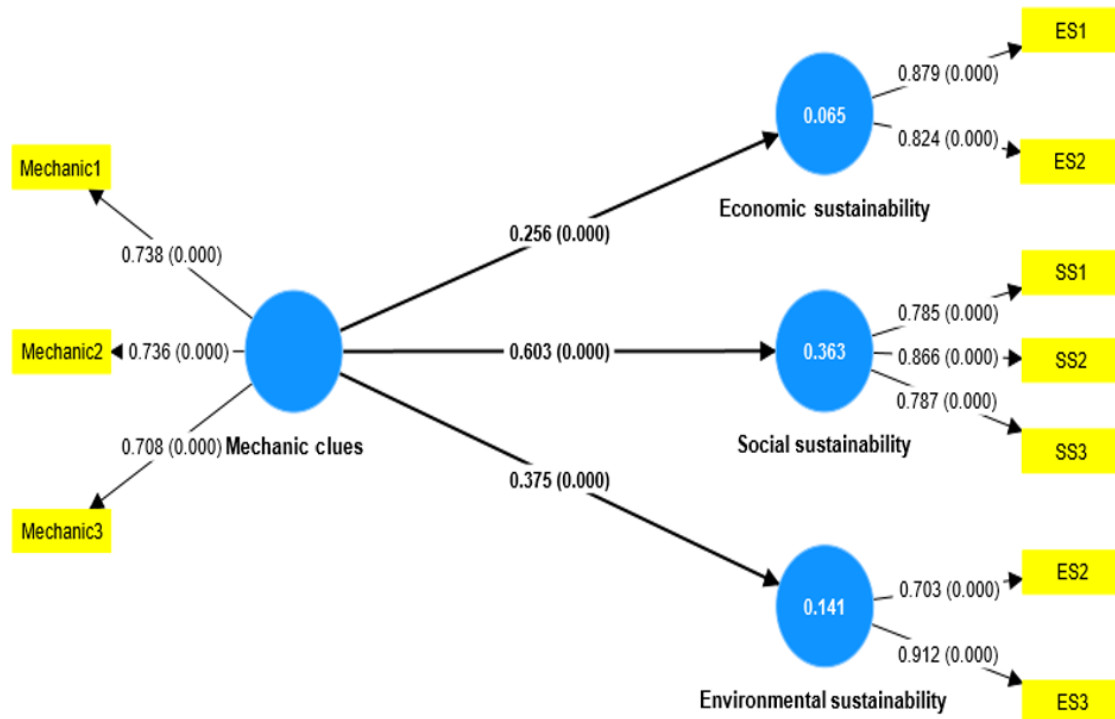 ES1
0.879 (0.000)
0.065
0.824 (0.000)
ES2
Economic sustainability
Mechanic1
0.738 (0.000)
0.256 (0.000)
SS1
0.785 (0.000)
Mechanic2
0.736 (0.000)
0.603 (0.000)
0.363
0.866 (0.000)
SS2
0.787 (0.000)
0.708 (0.000)
Mechanic clues
Social sustainability
SS3
0.375 (0.000)
Mechanic3
ES2
0.703 (0.000)
0.141
0.912 (0.000)
Environmental sustainability
ES3